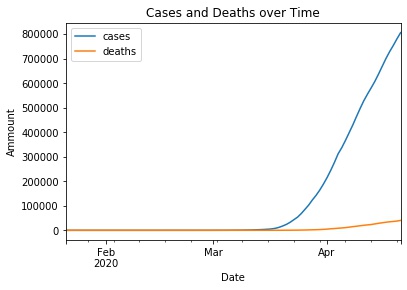 Cases and Deaths over Time
cases
deaths
Ammount
800000
700000
600000
500000
400000
300000
200000
100000
0
Feb
2020
Mar
Apr
Date